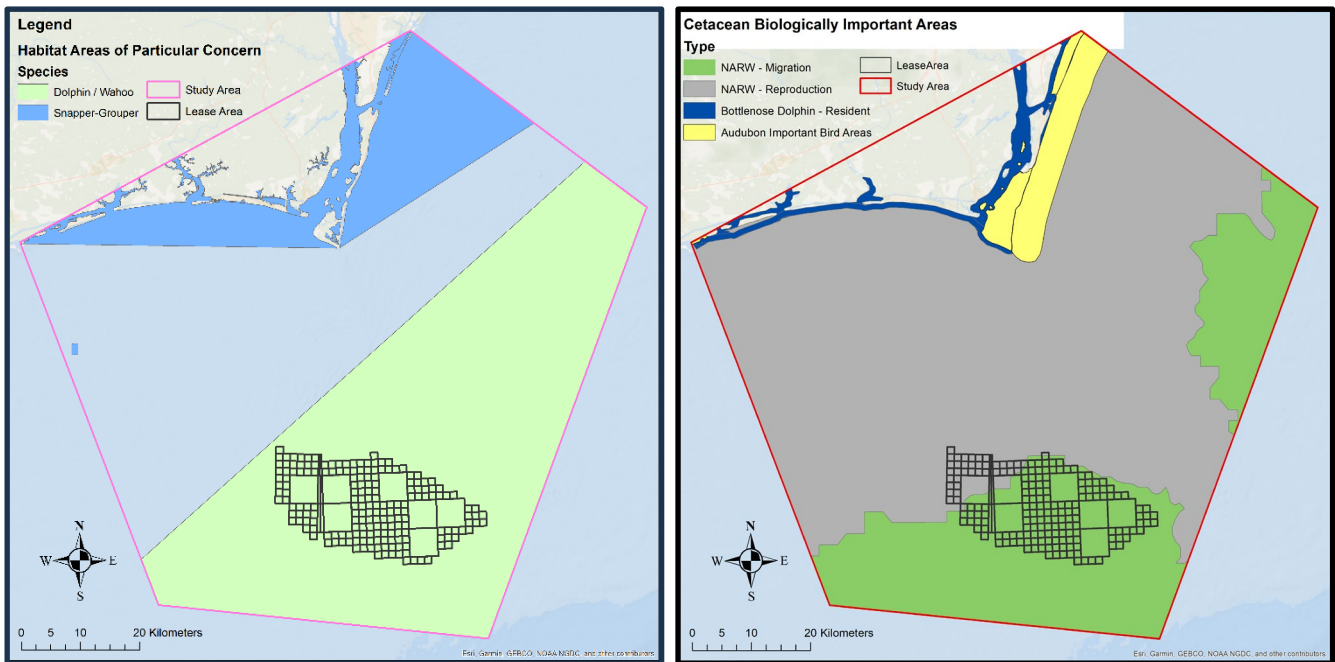 Legend
Habitat Areas of Particular Concern
Species
Dolphin / Wahoo
Study Area
Snapper-Grouper
Lease Area
N
W E
S
0 5 10 20 Kilometers
Esri, Garmin, GEBCO, NOAA NGDC, and other contributors
Cetacean Biologically Important Areas
Type
NARW - Migration
LeaseArea
NARW - Reproduction
Study Area
Bottlenose Dolphin - Resident
Audubon Important Bird Areas
N
W E
S
0 5 10 20 Kilometers
Esri, Garmin, GEBCO, NOAA NGDC, and other contributors